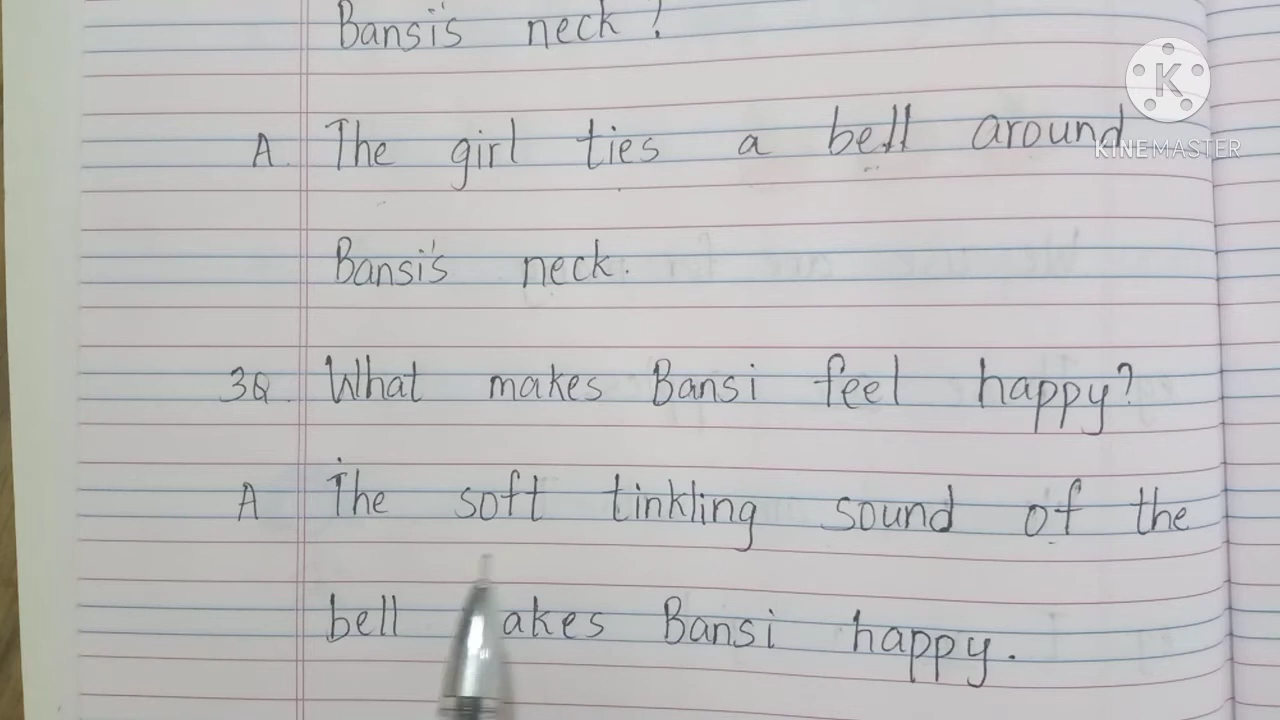 Bansi's neck?
A. The girl ties a bell around
KINEMASTER
Bansi's neck.
3Q. What makes Bansi feel happy?
A The soft tinkling sound of the
bell akes Bansi happy.